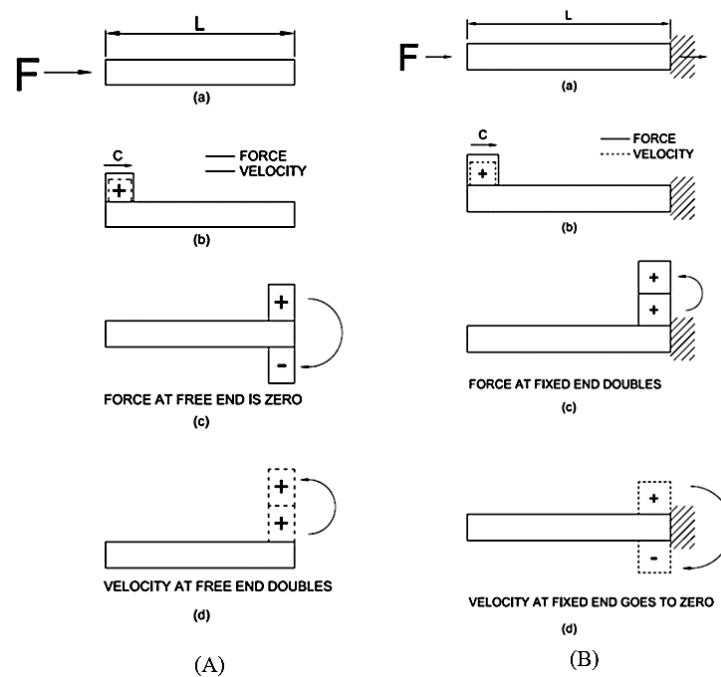 L
F
(a)
C
FORCE
VELOCITY
+
(b)
+
-
FORCE AT FREE END IS ZERO
(c)
+
+
VELOCITY AT FREE END DOUBLES
(d)
(A)
L
F
(a)
C
FORCE
VELOCITY
+
(b)
+
+
FORCE AT FIXED END DOUBLES
(c)
+
-
VELOCITY AT FIXED END GOES TO ZERO
(d)
(B)